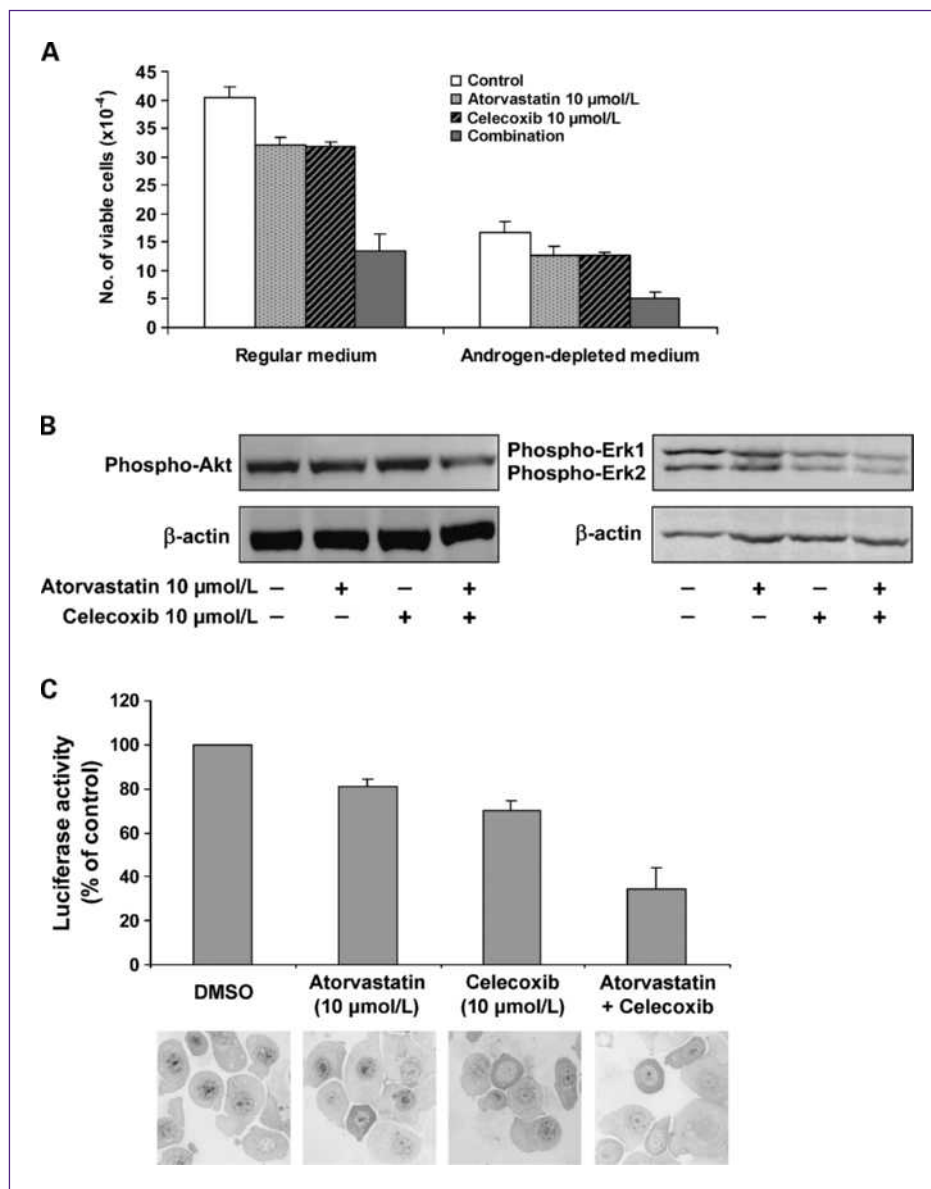 A
No. of viable cells (x10⁻⁴)
45
40
35
30
25
20
15
10
5
0
Control
Atorvastatin 10 µmol/L
Celecoxib 10 µmol/L
Combination
Regular medium
Androgen-depleted medium
B
Phospho-Akt
β-actin
Phospho-Erk1
Phospho-Erk2
β-actin
Atorvastatin 10 µmol/L − + − + − + − +
Celecoxib 10 µmol/L − − + + − − + +
C
Luciferase activity
(% of control)
120
100
80
60
40
20
0
DMSO
Atorvastatin
(10 µmol/L)
Celecoxib
(10 µmol/L)
Atorvastatin
+ Celecoxib